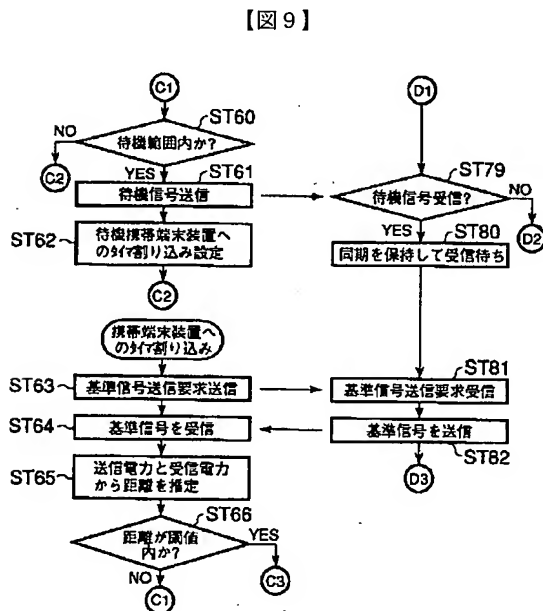 【図9】
C1
ST60
待機範囲内か?
NO
C2
YES
ST61
待機信号送信
ST62
待機携帯端末装置へ
のタイマ割り込み設定
C2
携帯端末装置へ
のタイマ割り込み
ST63
基準信号送信要求送信
ST64
基準信号を受信
ST65
送信電力と受信電力
から距離を推定
ST66
距離が閾値
内か?
YES
C3
NO
C1
D1
ST79
待機信号受信?
NO
D2
YES
ST80
同期を保持して受信待ち
ST81
基準信号送信要求受信
基準信号を送信
ST82
D3